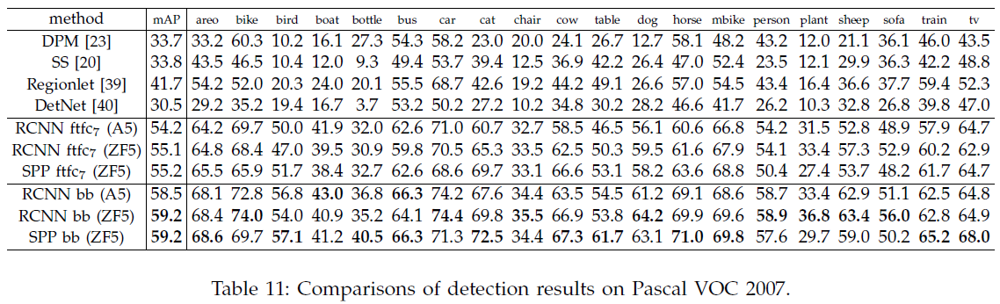 method mAP areo bike bird boat bottle bus car cat chair cow table dog horse mbike person plant sheep sofa train tv
DPM [23] 33.7 33.2 60.3 10.2 16.1 27.3 54.3 58.2 23.0 20.0 24.1 26.7 12.7 58.1 48.2 43.2 12.0 21.1 36.1 46.0 43.5
SS [20] 33.8 43.5 46.5 10.4 12.0 9.3 49.4 53.7 39.4 12.5 36.9 42.2 26.4 47.0 52.4 23.5 12.1 29.9 36.3 42.2 48.8
Regionlet [39] 41.7 54.2 52.0 20.3 24.0 20.1 55.5 68.7 42.6 19.2 44.2 49.1 26.6 57.0 54.5 43.4 16.4 36.6 37.7 59.4 52.3
DetNet [40] 30.5 29.2 35.2 19.4 16.7 3.7 53.2 50.2 27.2 10.2 34.8 30.2 28.2 46.6 41.7 26.2 10.3 32.8 26.8 39.8 47.0
RCNN ftfc7 (A5) 54.2 64.2 69.7 50.0 41.9 32.0 62.6 71.0 60.7 32.7 58.5 46.5 56.1 60.6 66.8 54.2 31.5 52.8 48.9 57.9 64.7
RCNN ftfc7 (ZF5) 55.1 64.8 68.4 47.0 39.5 30.9 59.8 70.5 65.3 33.5 62.5 50.3 59.5 61.6 67.9 54.1 33.4 57.3 52.9 60.2 62.9
SPP ftfc7 (ZF5) 55.2 65.5 65.9 51.7 38.4 32.7 62.6 68.6 69.7 33.1 66.6 53.1 58.2 63.6 68.8 50.4 27.4 53.7 48.2 61.7 64.7
RCNN bb (A5) 58.5 68.1 72.8 56.8 43.0 36.8 66.3 74.2 67.6 34.4 63.5 54.5 61.2 69.1 68.6 58.7 33.4 62.9 51.1 62.5 64.8
RCNN bb (ZF5) 59.2 68.4 74.0 54.0 40.9 35.2 64.1 74.4 69.8 35.5 66.9 53.8 64.2 69.9 69.6 58.9 36.8 63.4 56.0 62.8 64.9
SPP bb (ZF5) 59.2 68.6 69.7 57.1 41.2 40.5 66.3 71.3 72.5 34.4 67.3 61.7 63.1 71.0 69.8 57.6 29.7 59.0 50.2 65.2 68.0
Table 11: Comparisons of detection results on Pascal VOC 2007.